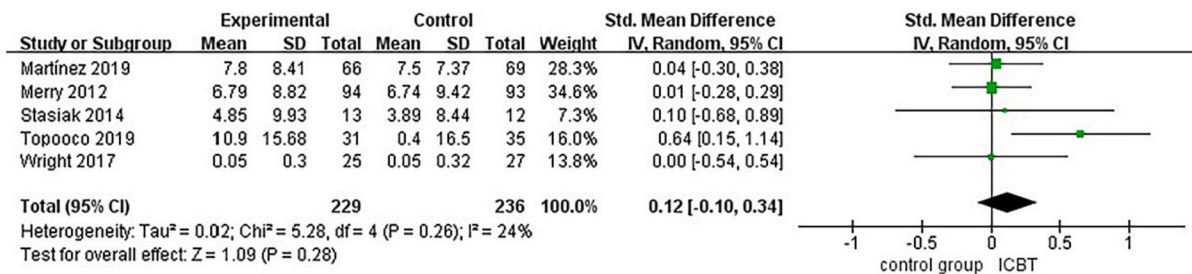 Experimental Control Std. Mean Difference Std. Mean Difference
Study or Subgroup Mean SD Total Mean SD Total Weight IV, Random, 95% CI IV, Random, 95% CI
Martínez 2019 7.8 8.41 66 7.5 7.37 69 28.3% 0.04 [-0.30, 0.38]
Merry 2012 6.79 8.82 94 6.74 9.42 93 34.6% 0.01 [-0.28, 0.29]
Stasiak 2014 4.85 9.93 13 3.89 8.44 12 7.3% 0.10 [-0.68, 0.89]
Topooco 2019 10.9 15.68 31 0.4 16.5 35 16.0% 0.64 [0.15, 1.14]
Wright 2017 0.05 0.3 25 0.05 0.32 27 13.8% 0.00 [-0.54, 0.54]
Total (95% CI) 229 236 100.0% 0.12 [-0.10, 0.34]
Heterogeneity: Tau² = 0.02; Chi² = 5.28, df = 4 (P = 0.26); I² = 24%
Test for overall effect: Z = 1.09 (P = 0.28)
-1 -0.5 0 0.5 1
control group ICBT